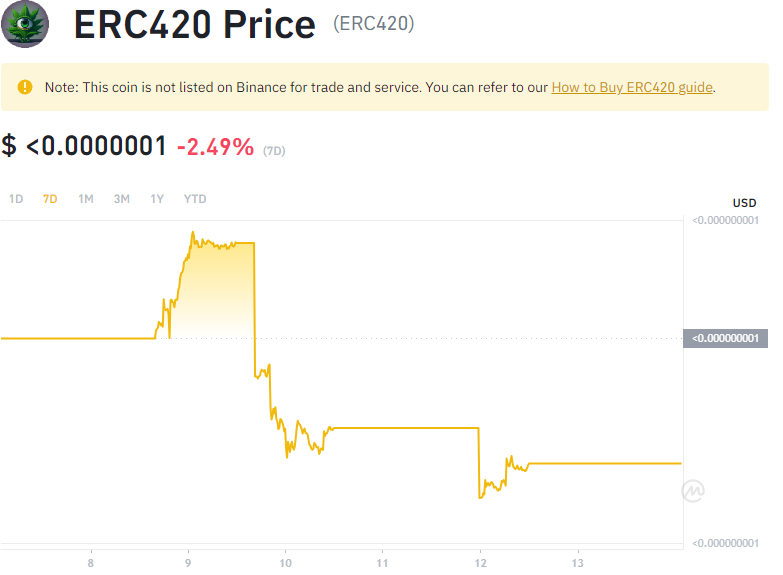 ERC420 Price (ERC420)
Note: This coin is not listed on Binance for trade and service. You can refer to our How to Buy ERC420 guide.
$ <0.0000001 -2.49% (7D)
1D 7D 1M 3M 1Y YTD
USD
<0.000000001
<0.000000001
<0.000000001
8 9 10 11 12 13